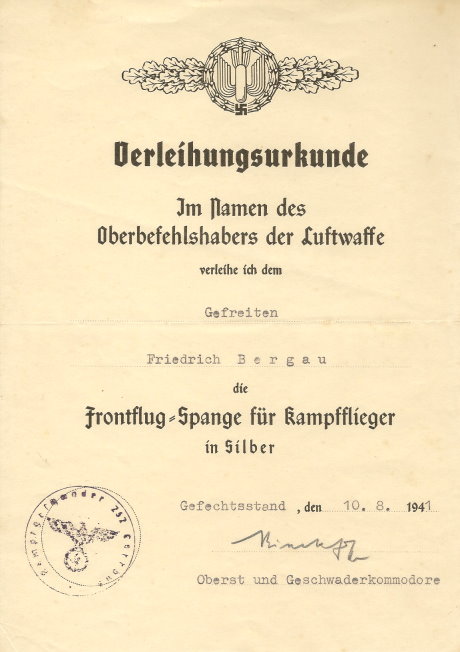 Verleihungsurkunde
Im Namen des
Oberbefehlshabers der Luftwaffe
verleihe ich dem
Gefreiten
Friedrich Bergau
die
Frontflug-Spange für Kampfflieger
in Silber
Gefechtsstand , den 10. 8. 1941
Oberst und Geschwaderkommodore